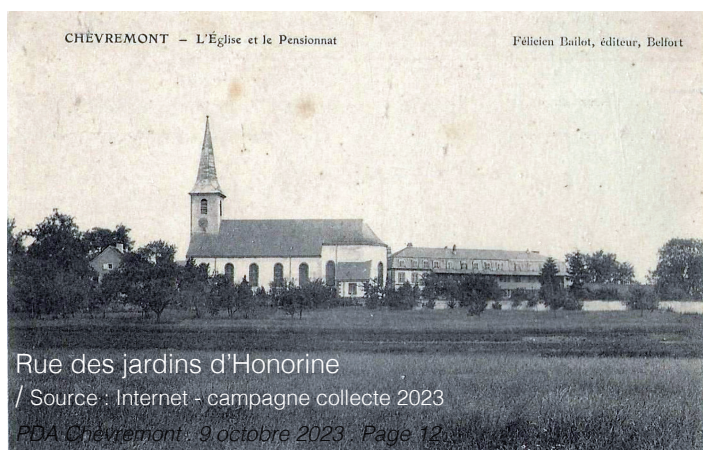 CHÈVREMONT – L'Église et le Pensionnat
Félicien Bailot, éditeur, Belfort
Rue des jardins d'Honorine
/ Source : Internet - campagne collecte 2023
PDA Chèvremont . 9 octobre 2023 . Page 12